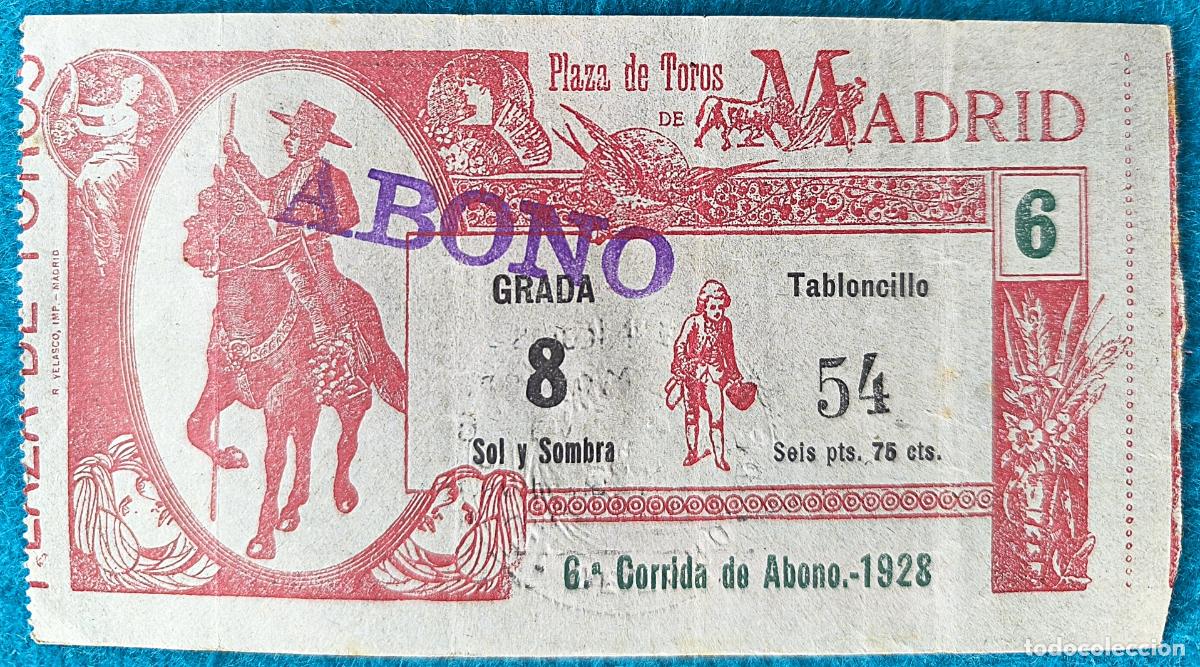 Plaza de Toros
DE MADRID
6
ABONO
GRADA
8
Sol y Sombra
Tabloncillo
54
Seis pts. 75 cts.
6.ª Corrida de Abono.-1928
R. VELASCO, IMP.-MADRID
PLAZA DE TOROS
todocoleccion